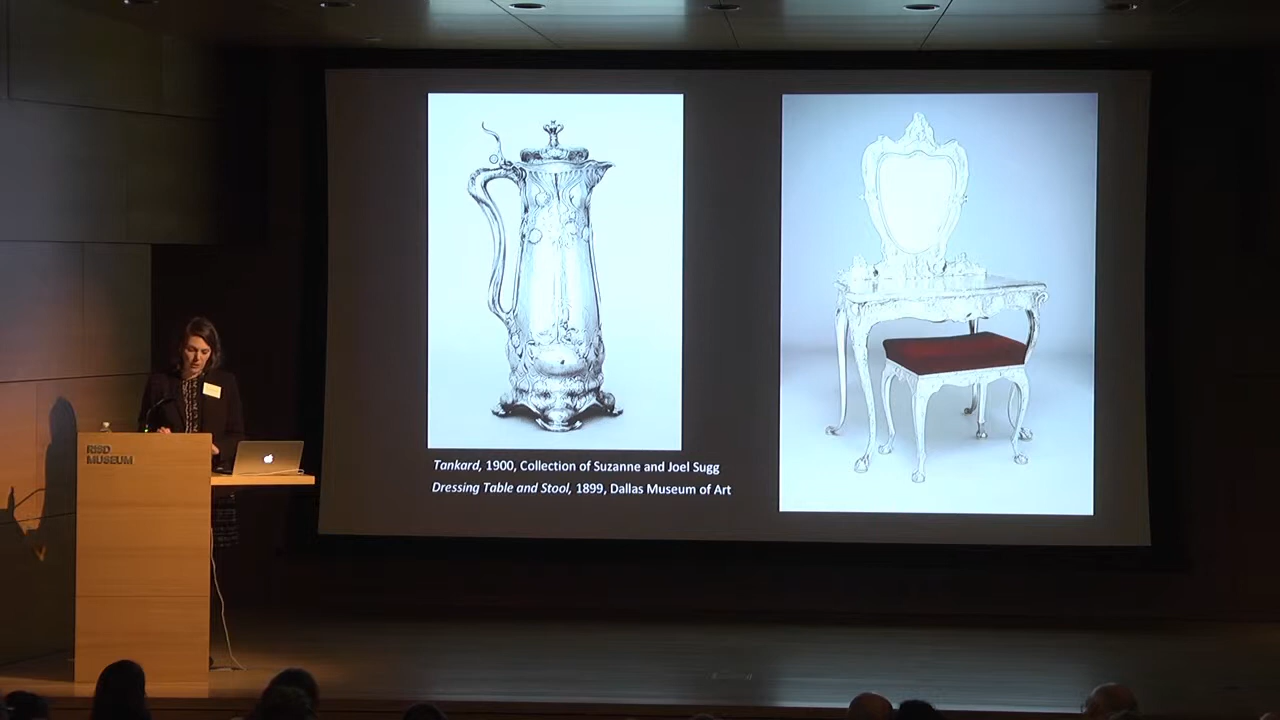 Tankard, 1900, Collection of Suzanne and Joel Sugg
Dressing Table and Stool, 1899, Dallas Museum of Art
RISD
MUSEUM